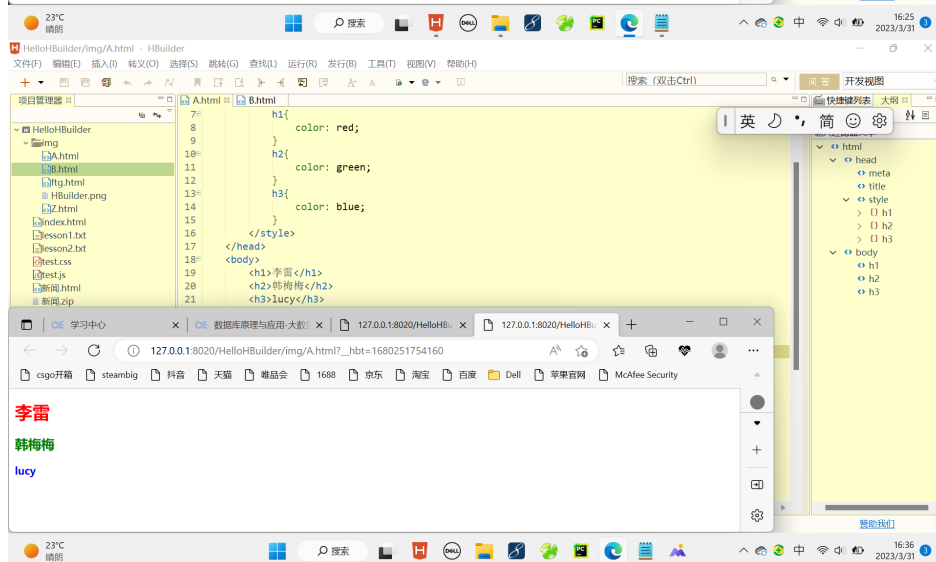 23°C
晴朗
搜索
中
16:25
2023/3/31
3
HelloHBuilder/img/A.html - HBuilder
文件(F) 编辑(E) 插入(I) 转义(O) 选择(S) 跳转(G) 查找(L) 运行(R) 发行(B) 工具(T) 视图(V) 帮助(H)
搜索（双击Ctrl）
问 答
开发视图
项目管理器
A.html
B.html
快捷键列表
大纲
英
简
HelloHBuilder
img
A.html
B.html
ftg.html
HBuilder.png
Z.html
index.html
lesson1.txt
lesson2.txt
test.css
test.js
新闻.html
新闻.zip
7 h1{
8 color: red;
9 }
10 h2{
11 color: green;
12 }
13 h3{
14 color: blue;
15 }
16 </style>
17 </head>
18 <body>
19 <h1>李雷</h1>
20 <h2>韩梅梅</h2>
21 <h3>lucy</h3>
html
head
meta
title
style
h1
h2
h3
body
h1
h2
h3
学习中心
数据库原理与应用-大数
127.0.0.1:8020/HelloHBu
127.0.0.1:8020/HelloHBu
127.0.0.1:8020/HelloHBuilder/img/A.html?__hbt=1680251754160
csgo开箱 steambig 抖音 天猫 唯品会 1688 京东 淘宝 百度 Dell 苹果官网 McAfee Security
李雷
韩梅梅
lucy
赞助我们
23°C
晴朗
搜索
DELL
中
16:36
2023/3/31
3